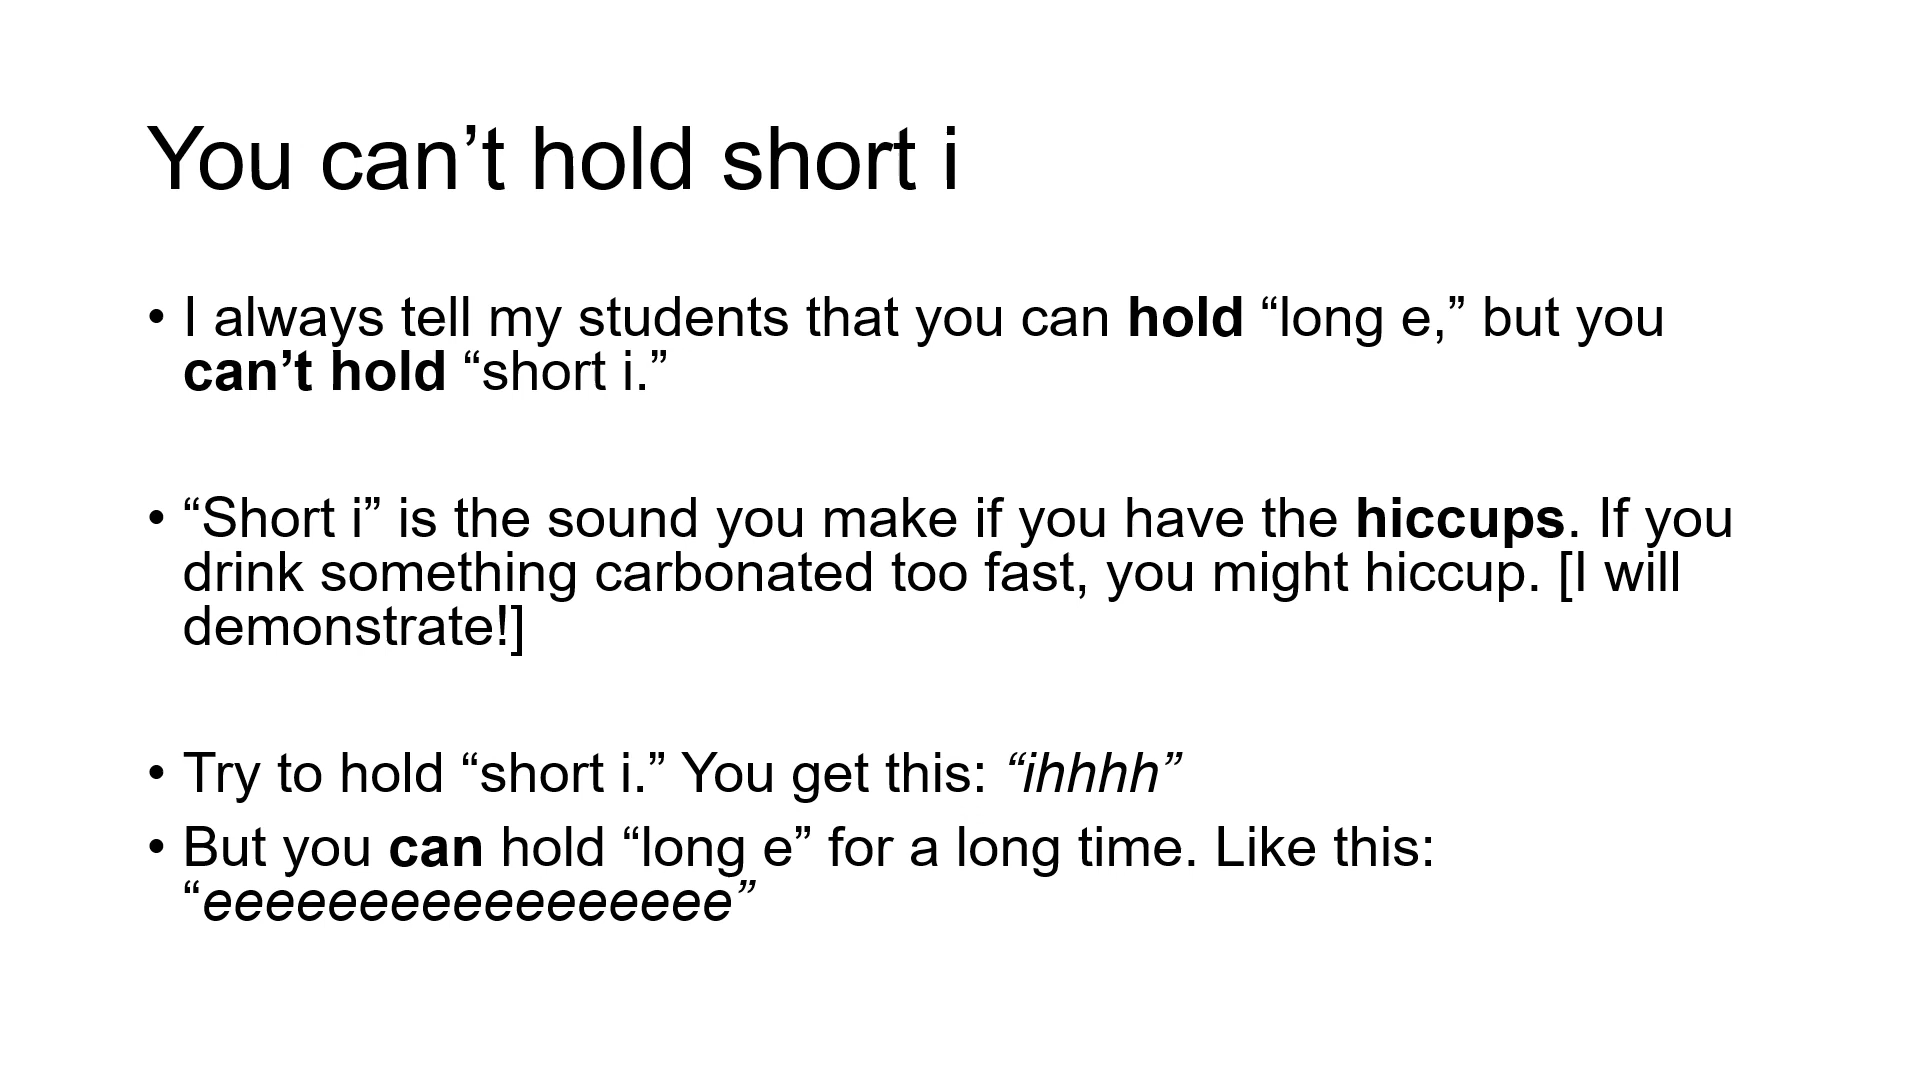 You can’t hold short i
• I always tell my students that you can hold “long e,” but you
can’t hold “short i.”
• “Short i” is the sound you make if you have the hiccups. If you
drink something carbonated too fast, you might hiccup. [I will
demonstrate!]
• Try to hold “short i.” You get this: “ihhhh”
• But you can hold “long e” for a long time. Like this:
“eeeeeeeeeeeeeeeee”